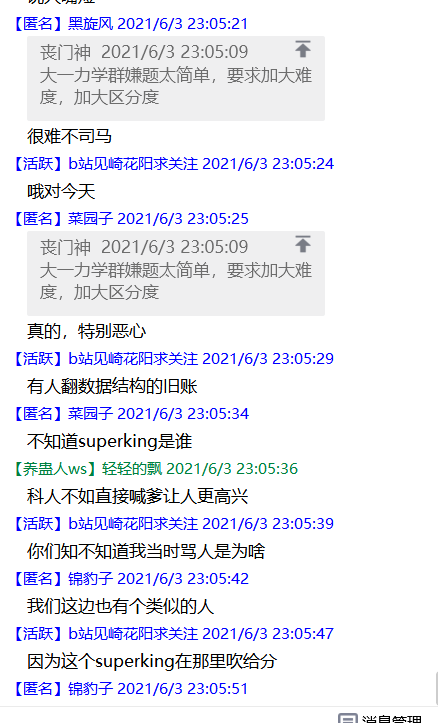 【匿名】黑旋风 2021/6/3 23:05:21
丧门神 2021/6/3 23:05:09
大一力学群嫌题太简单，要求加大难
度，加大区分度
很难不司马
【活跃】b站见崎花阳求关注 2021/6/3 23:05:24
哦对今天
【匿名】菜园子 2021/6/3 23:05:25
丧门神 2021/6/3 23:05:09
大一力学群嫌题太简单，要求加大难
度，加大区分度
真的，特别恶心
【活跃】b站见崎花阳求关注 2021/6/3 23:05:29
有人翻数据结构的旧账
【匿名】菜园子 2021/6/3 23:05:34
不知道superking是谁
【养蛊人ws】轻轻的飘 2021/6/3 23:05:36
科人不如直接喊爹让人更高兴
【活跃】b站见崎花阳求关注 2021/6/3 23:05:39
你们知不知道我当时骂人是为啥
【匿名】锦豹子 2021/6/3 23:05:42
我们这边也有个类似的人
【活跃】b站见崎花阳求关注 2021/6/3 23:05:47
因为这个superking在那里吹给分
【匿名】锦豹子 2021/6/3 23:05:51
消息管理